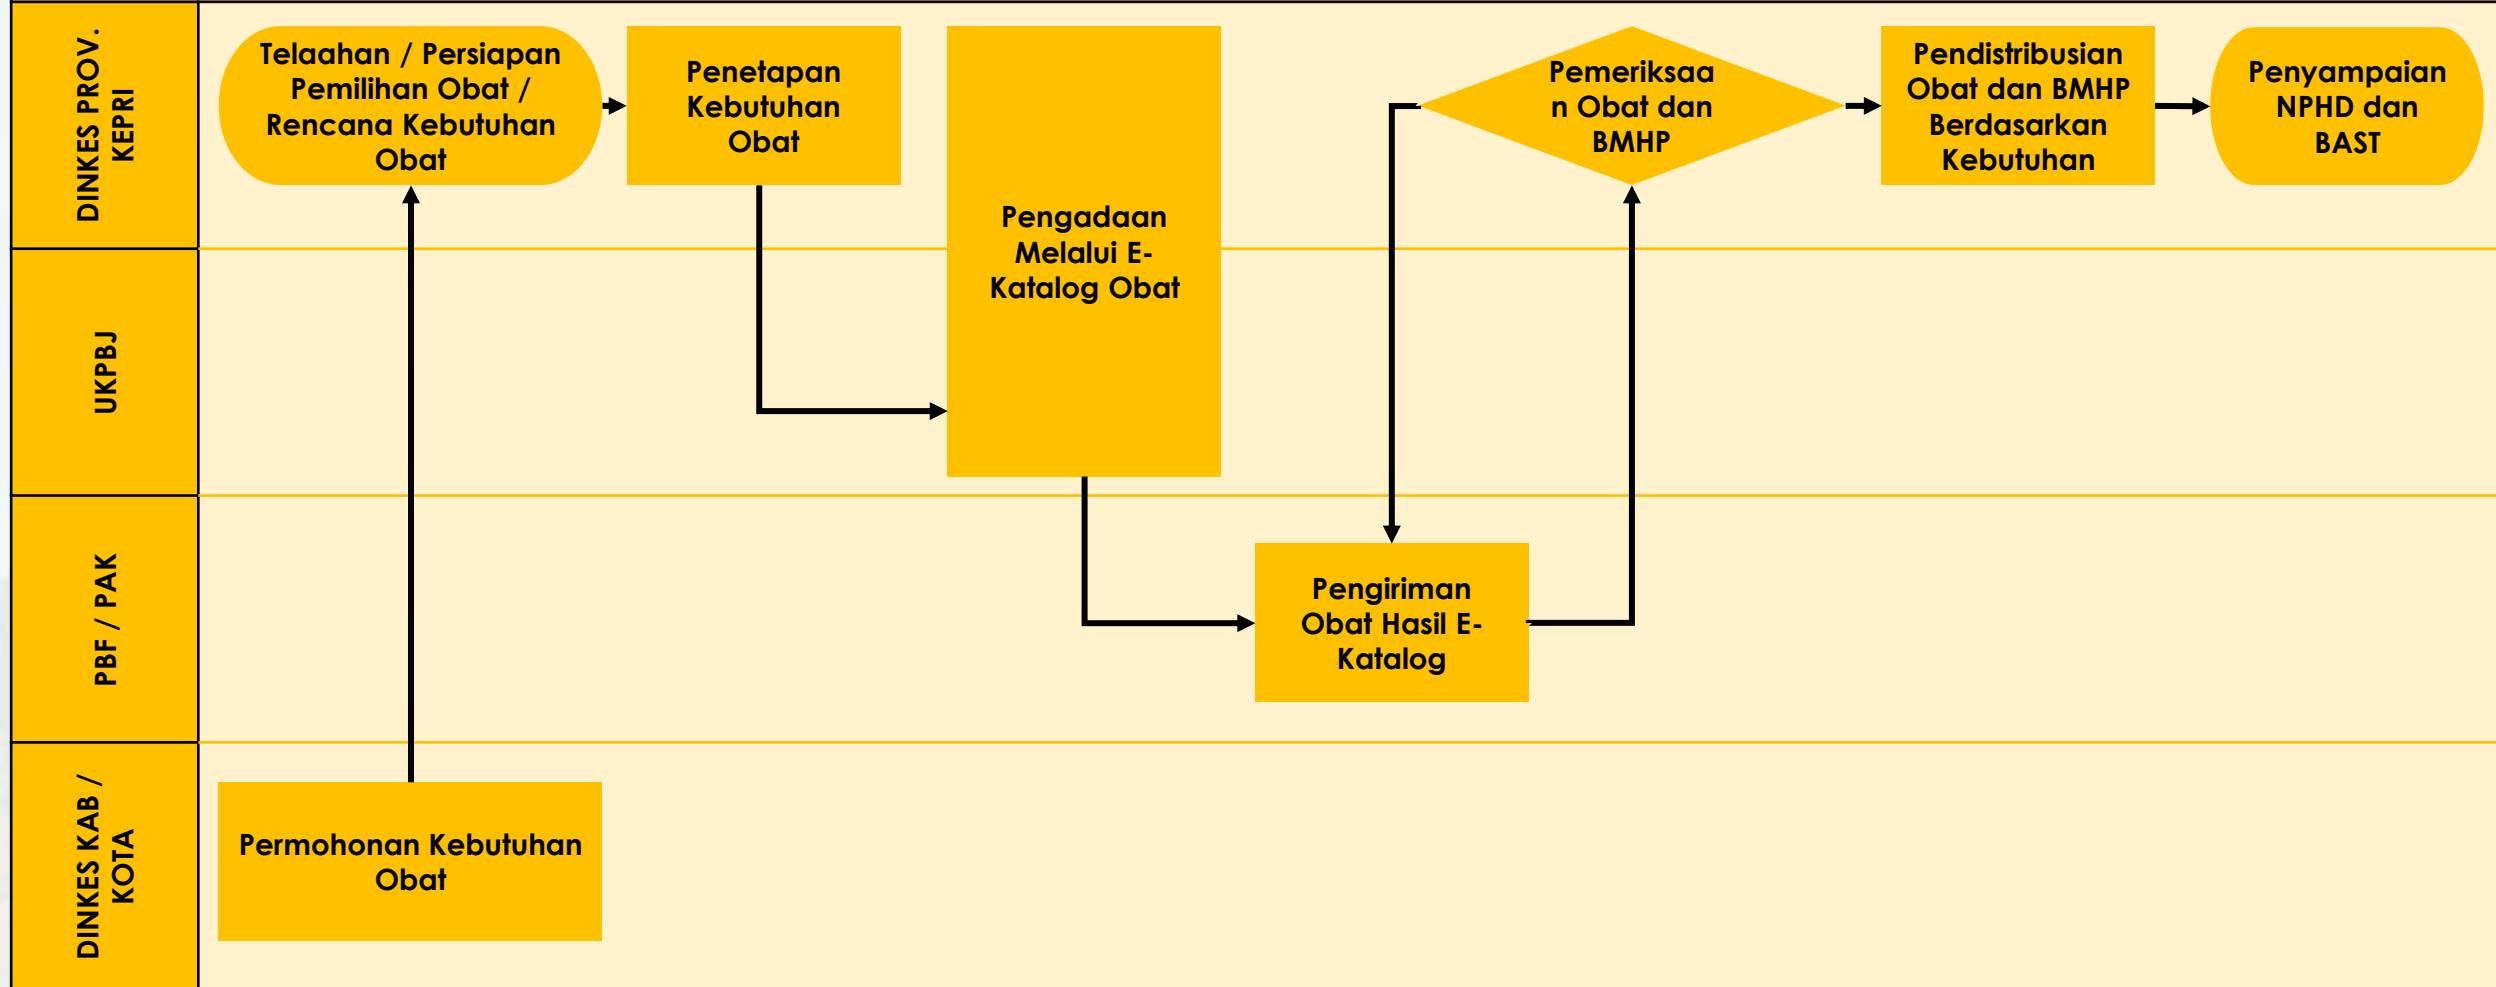 DINKES PROV.
KEPRI
Telaahan / Persiapan
Pemilihan Obat /
Rencana Kebutuhan
Obat
Penetapan
Kebutuhan
Obat
Pengadaan
Melalui E-
Katalog Obat
Pemeriksaa
n Obat dan
BMHP
Pendistribusian
Obat dan BMHP
Berdasarkan
Kebutuhan
Penyampaian
NPHD dan
BAST
UKPBJ
PBF / PAK
Pengiriman
Obat Hasil E-
Katalog
DINKES KAB /
KOTA
Permohonan Kebutuhan
Obat